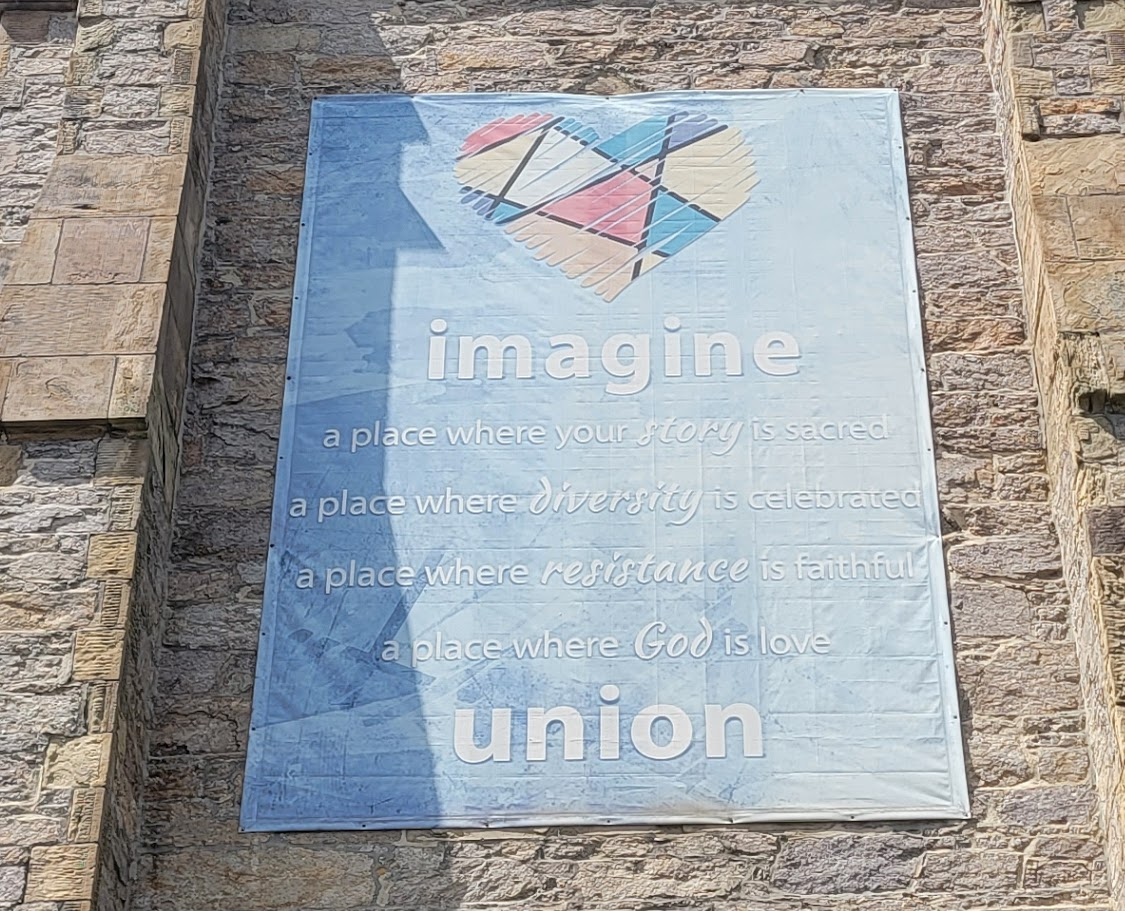 imagine
a place where your story is sacred
a place where diversity is celebrated
a place where resistance is faithful
a place where God is love
union